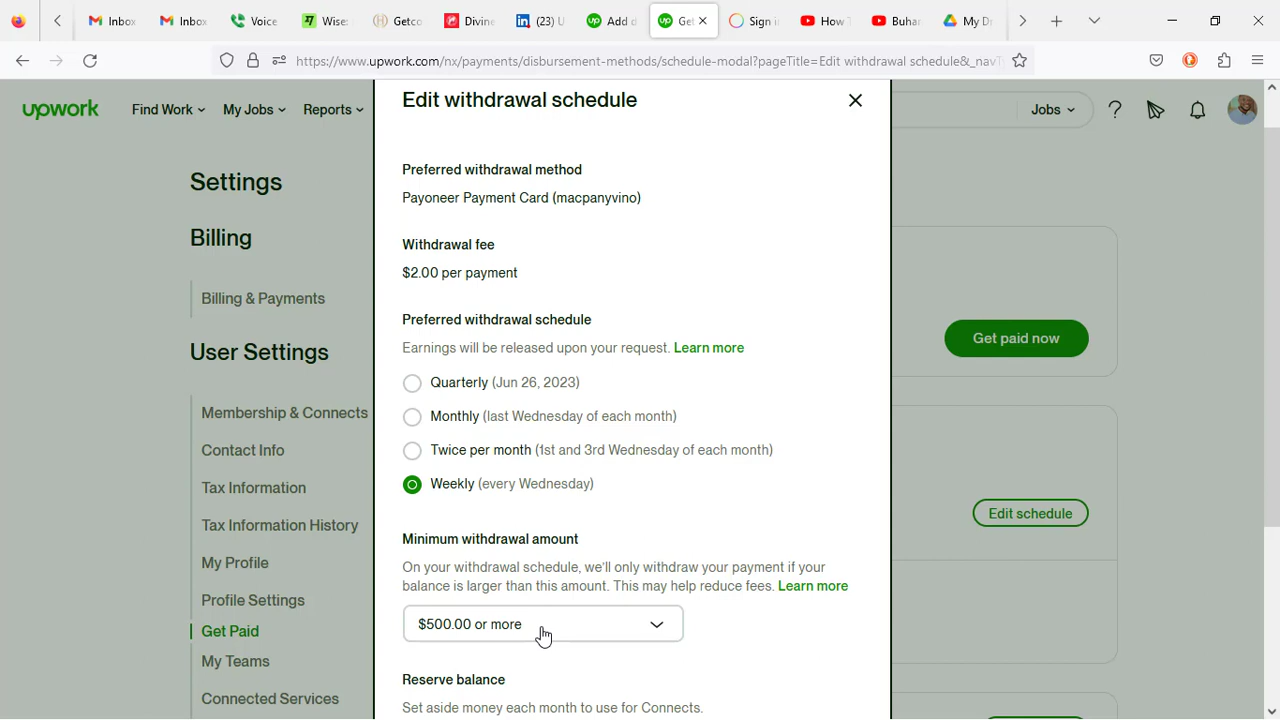 Inbox
Inbox
Voice
Wise:
Getco
Divine
(23) U
Add d
Get
Sign i
How T
Buhar
My Dr
https://www.upwork.com/nx/payments/disbursement-methods/schedule-modal?pageTitle=Edit withdrawal schedule&_navT
upwork
Find Work
My Jobs
Reports
Jobs
Settings
Billing
Billing & Payments
User Settings
Membership & Connects
Contact Info
Tax Information
Tax Information History
My Profile
Profile Settings
Get Paid
My Teams
Connected Services
Edit withdrawal schedule
Preferred withdrawal method
Payoneer Payment Card (macpanyvino)
Withdrawal fee
$2.00 per payment
Preferred withdrawal schedule
Earnings will be released upon your request. Learn more
Quarterly (Jun 26, 2023)
Monthly (last Wednesday of each month)
Twice per month (1st and 3rd Wednesday of each month)
Weekly (every Wednesday)
Minimum withdrawal amount
On your withdrawal schedule, we'll only withdraw your payment if your
balance is larger than this amount. This may help reduce fees. Learn more
$500.00 or more
Reserve balance
Set aside money each month to use for Connects.
Get paid now
Edit schedule